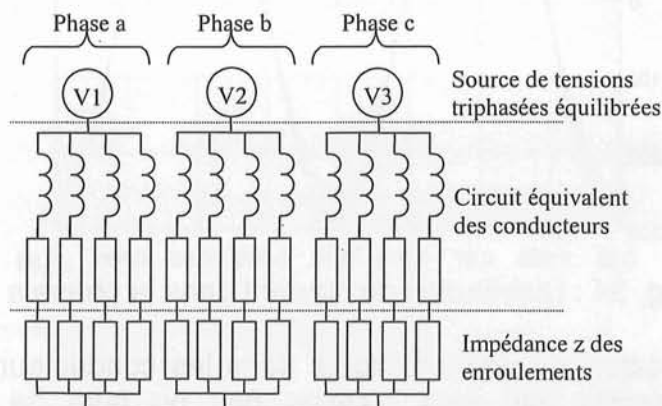 Phase a
Phase b
Phase c
V1
V2
V3
Source de tensions
triphasées équilibrées
Circuit équivalent
des conducteurs
Impédance z des
enroulements